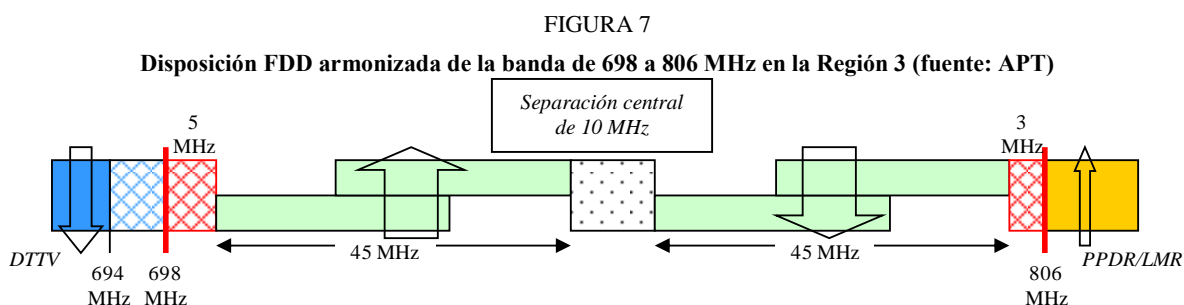 FIGURA 7
Disposición FDD armonizada de la banda de 698 a 806 MHz en la Región 3 (fuente: APT)
Separación central
de 10 MHz
5
MHz
3
MHz
DTTV
45 MHz
45 MHz
PPDR/LMR
694
MHz
698
MHz
806
MHz